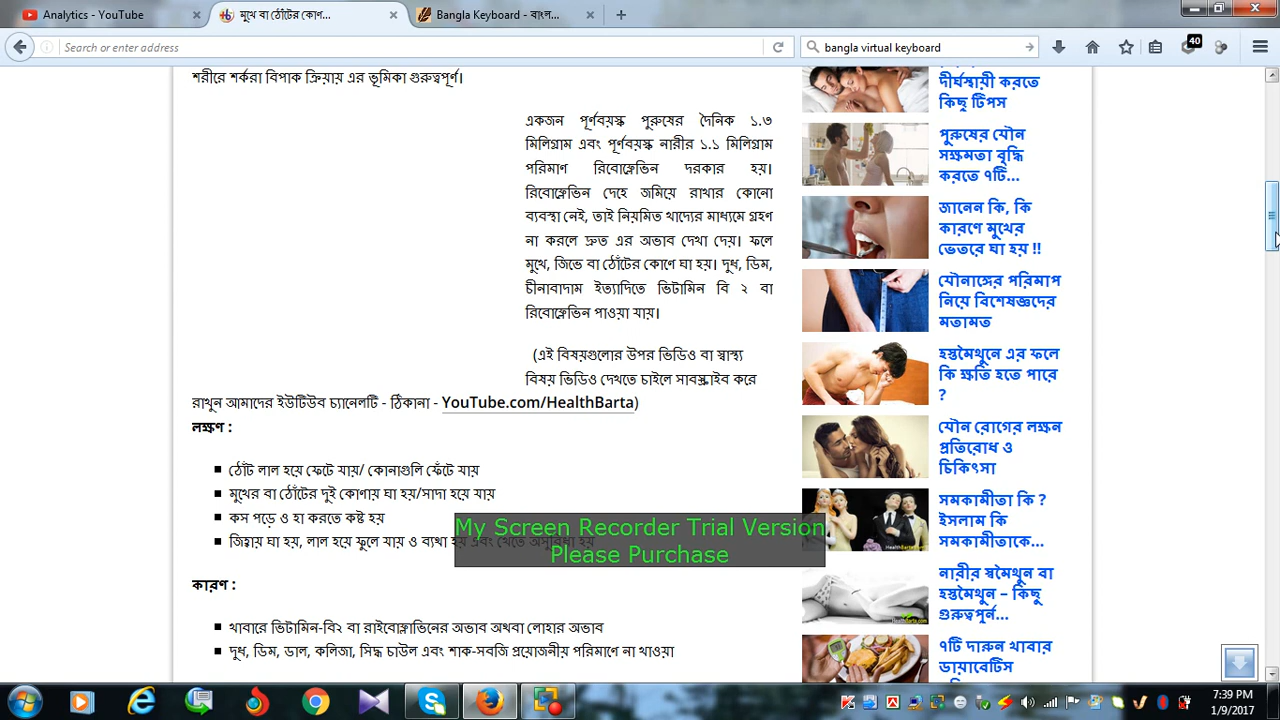 Analytics - YouTube
মুখে বা ঠোঁটের কোণ...
Bangla Keyboard - বাংল...
Search or enter address
bangla virtual keyboard
40
শরীরে শর্করা বিপাক ক্রিয়ায় এর ভূমিকা গুরুত্বপূর্ণ।
একজন পূর্ণবয়স্ক পুরুষের দৈনিক ১.৩
মিলিগ্রাম এবং পূর্ণবয়স্ক নারীর ১.১ মিলিগ্রাম
পরিমাণ রিবোফ্লেভিন দরকার হয়।
রিবোফ্লেভিন দেহে জমিয়ে রাখার কোনো
ব্যবস্থা নেই, তাই নিয়মিত খাদ্যের মাধ্যমে গ্রহণ
না করলে দ্রুত এর অভাব দেখা দেয়। ফলে
মুখে, জিভে বা ঠোঁটের কোণে ঘা হয়। দুধ, ডিম,
চীনাবাদাম ইত্যাদিতে ভিটামিন বি ২ বা
রিবোফ্লেভিন পাওয়া যায়।
(এই বিষয়গুলোর উপর ভিডিও বা স্বাস্থ্য
বিষয় ভিডিও দেখতে চাইলে সাবস্ক্রাইব করে
রাখুন আমাদের ইউটিউব চ্যানেলটি - ঠিকানা - YouTube.com/HealthBarta)
লক্ষণ :
ঠোঁট লাল হয়ে ফেটে যায়/ কোনাগুলি ফেঁটে যায়
মুখের বা ঠোঁটের দুই কোণায় ঘা হয়/সাদা হয়ে যায়
কস পড়ে ও হা করতে কষ্ট হয়
জিহ্বায় ঘা হয়, লাল হয়ে ফুলে যায় ও ব্যথা হয় এবং খেতে অসুবিধা হয়
কারণ :
খাবারে ভিটামিন-বি২ বা রাইবোফ্লাভিনের অভাব অথবা লোহার অভাব
দুধ, ডিম, ডাল, কলিজা, সিদ্ধ চাউল এবং শাক-সবজি প্রয়োজনীয় পরিমাণে না খাওয়া
My Screen Recorder Trial Version
Please Purchase
দীর্ঘস্থায়ী করতে
কিছু টিপস
পুরুষের যৌন
সক্ষমতা বৃদ্ধি
করতে ৭টি...
জানেন কি, কি
কারণে মুখের
ভেতরে ঘা হয় !!
যৌনাঙ্গের পরিমাপ
নিয়ে বিশেষজ্ঞদের
মতামত
হস্তমৈথুনে এর ফলে
কি ক্ষতি হতে পারে
?
যৌন রোগের লক্ষন
প্রতিরোধ ও
চিকিৎসা
সমকামীতা কি ?
ইসলাম কি
সমকামীতাকে...
নারীর স্বমৈথুন বা
হস্তমৈথুন – কিছু
গুরুত্বপূর্ন...
৭টি দারুন খাবার
ডায়াবেটিস
7:39 PM
1/9/2017